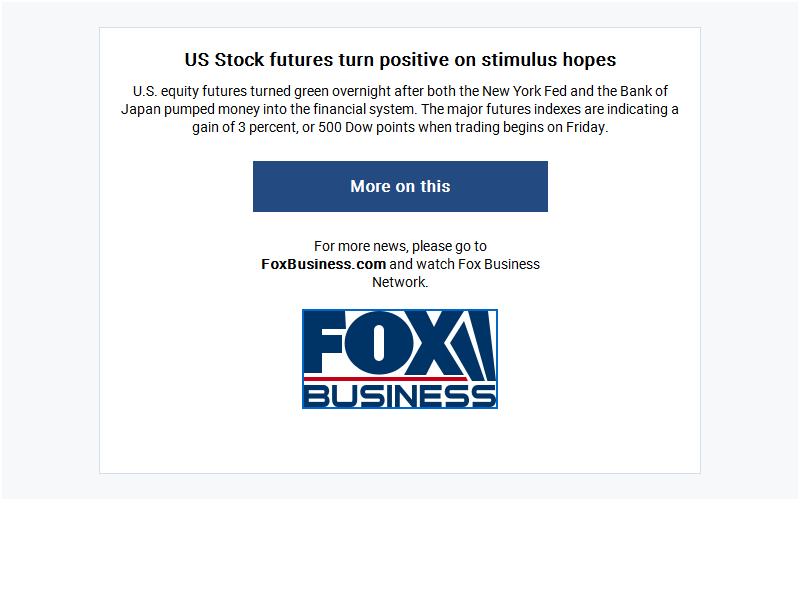 US Stock futures turn positive on stimulus hopes
U.S. equity futures turned green overnight after both the New York Fed and the Bank of
Japan pumped money into the financial system. The major futures indexes are indicating a
gain of 3 percent, or 500 Dow points when trading begins on Friday.
More on this
For more news, please go to
FoxBusiness.com and watch Fox Business
Network.
FOX
BUSINESS